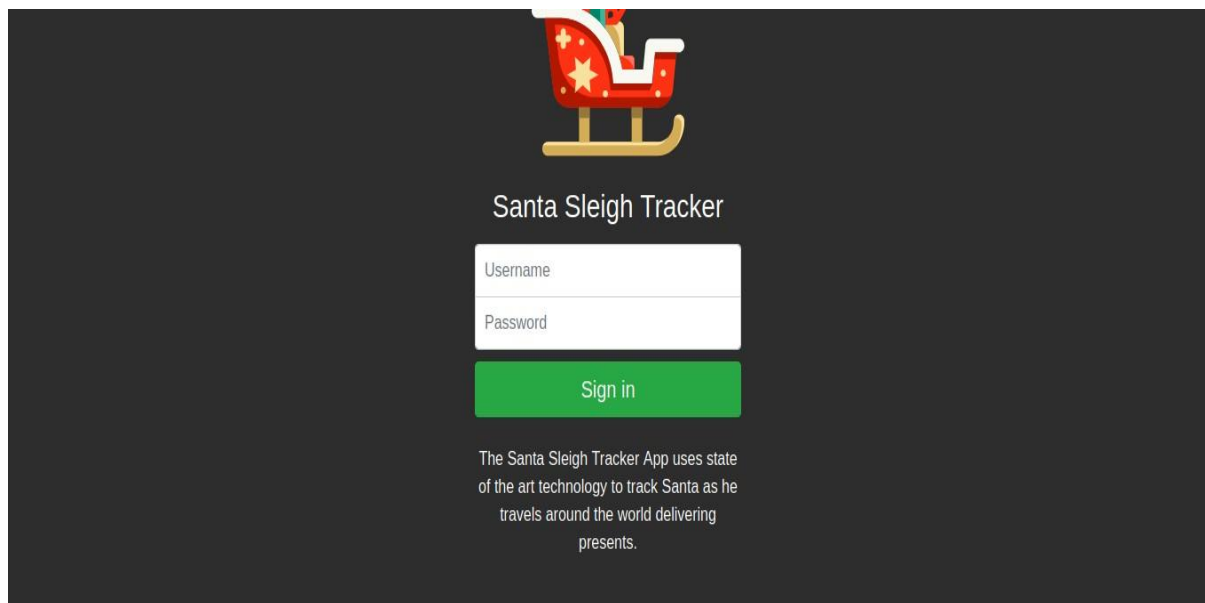 Santa Sleigh Tracker
Username
Password
Sign in
The Santa Sleigh Tracker App uses state
of the art technology to track Santa as he
travels around the world delivering
presents.